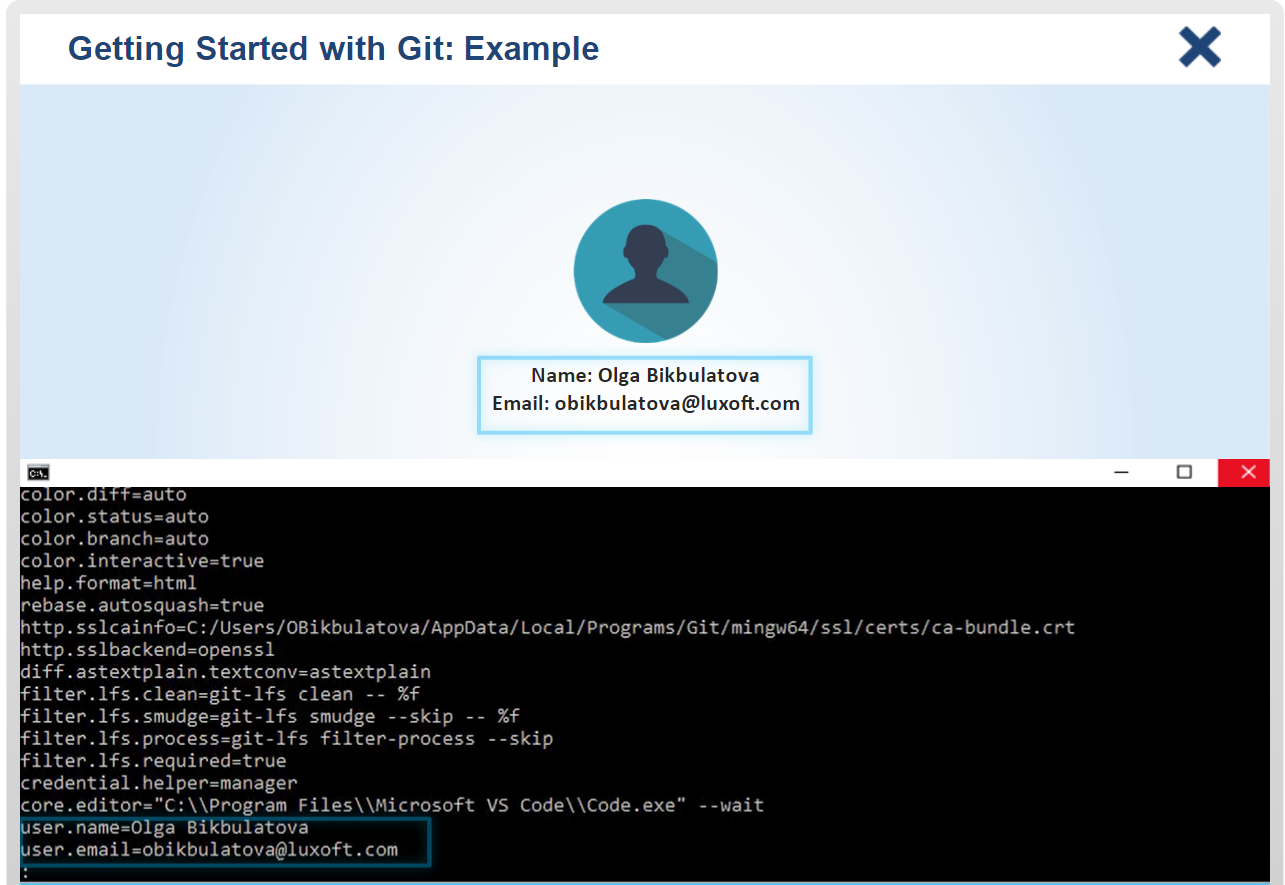 Getting Started with Git: Example
Name: Olga Bikbulatova
Email: obikbulatova@luxoft.com
C:\.
color.diff=auto
color.status=auto
color.branch=auto
color.interactive=true
help.format=html
rebase.autosquash=true
http.sslcainfo=C:/Users/OBikbulatova/AppData/Local/Programs/Git/mingw64/ssl/certs/ca-bundle.crt
http.sslbackend=openssl
diff.astextplain.textconv=astextplain
filter.lfs.clean=git-lfs clean -- %f
filter.lfs.smudge=git-lfs smudge --skip -- %f
filter.lfs.process=git-lfs filter-process --skip
filter.lfs.required=true
credential.helper=manager
core.editor="C:\\Program Files\\Microsoft VS Code\\Code.exe" --wait
user.name=Olga Bikbulatova
user.email=obikbulatova@luxoft.com
: